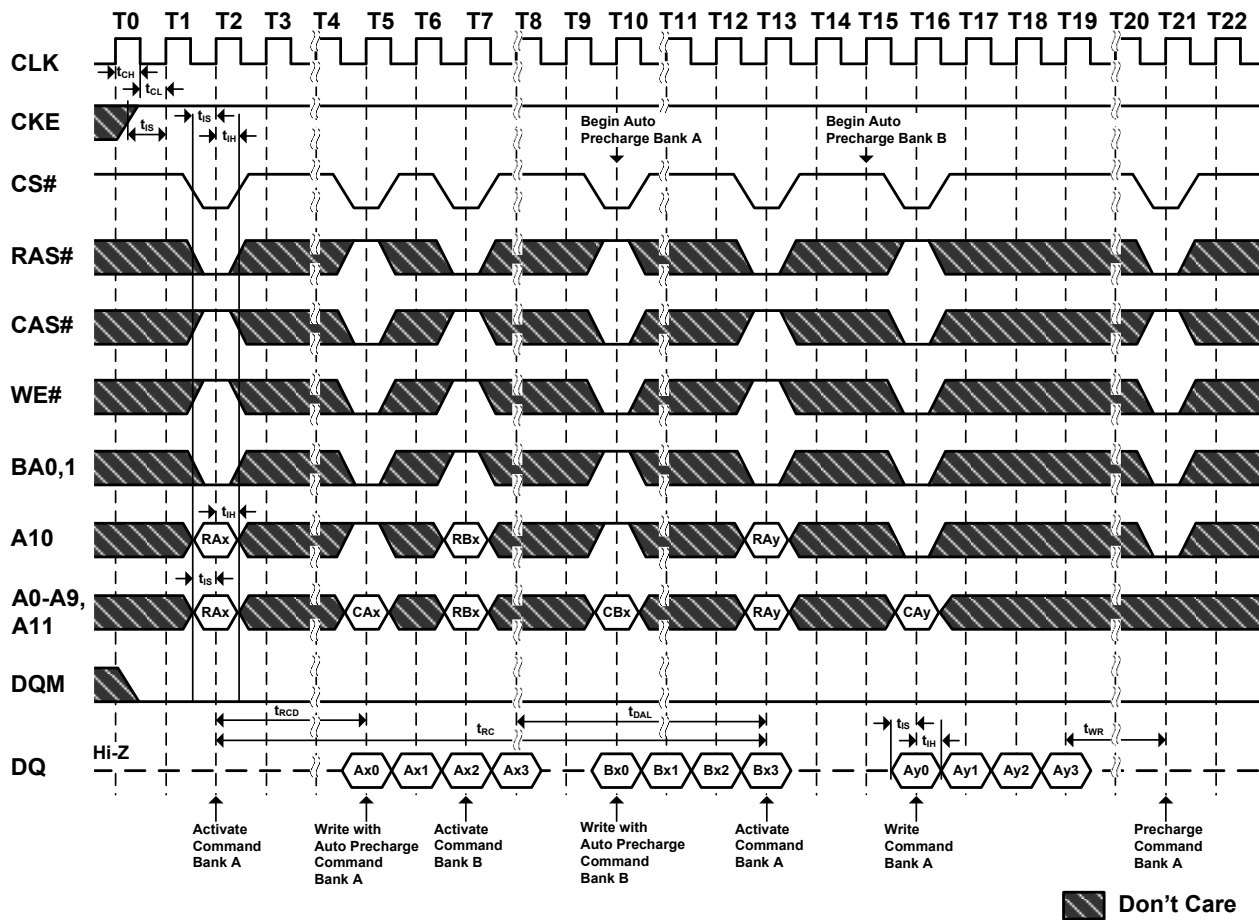 T0 T1 T2 T3 T4 T5 T6 T7 T8 T9 T10 T11 T12 T13 T14 T15 T16 T17 T18 T19 T20 T21 T22
CLK
tCH
tCL
CKE
tIS
tIS
tIH
Begin Auto
Precharge Bank A
Begin Auto
Precharge Bank B
CS#
RAS#
CAS#
WE#
BA0,1
tIH
A10
RAx RBx RAy
tIS
A0-A9,
A11
RAx CAx RBx CBx RAy CAy
DQM
tRCD
tDAL
tRC
tIS
tIH
tWR
Hi-Z
DQ
Ax0 Ax1 Ax2 Ax3 Bx0 Bx1 Bx2 Bx3 Ay0 Ay1 Ay2 Ay3
Activate
Command
Bank A
Write with
Auto Precharge
Command
Bank A
Activate
Command
Bank B
Write with
Auto Precharge
Command
Bank B
Activate
Command
Bank A
Write
Command
Bank A
Precharge
Command
Bank A
Don't Care